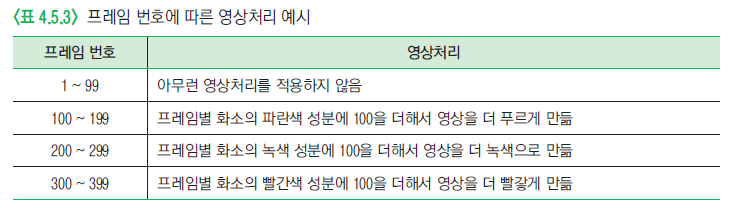 <표 4.5.3> 프레임 번호에 따른 영상처리 예시
프레임 번호 영상처리
1 ~ 99 아무런 영상처리를 적용하지 않음
100 ~ 199 프레임별 화소의 파란색 성분에 100을 더해서 영상을 더 푸르게 만듦
200 ~ 299 프레임별 화소의 녹색 성분에 100을 더해서 영상을 더 녹색으로 만듦
300 ~ 399 프레임별 화소의 빨간색 성분에 100을 더해서 영상을 더 빨갛게 만듦